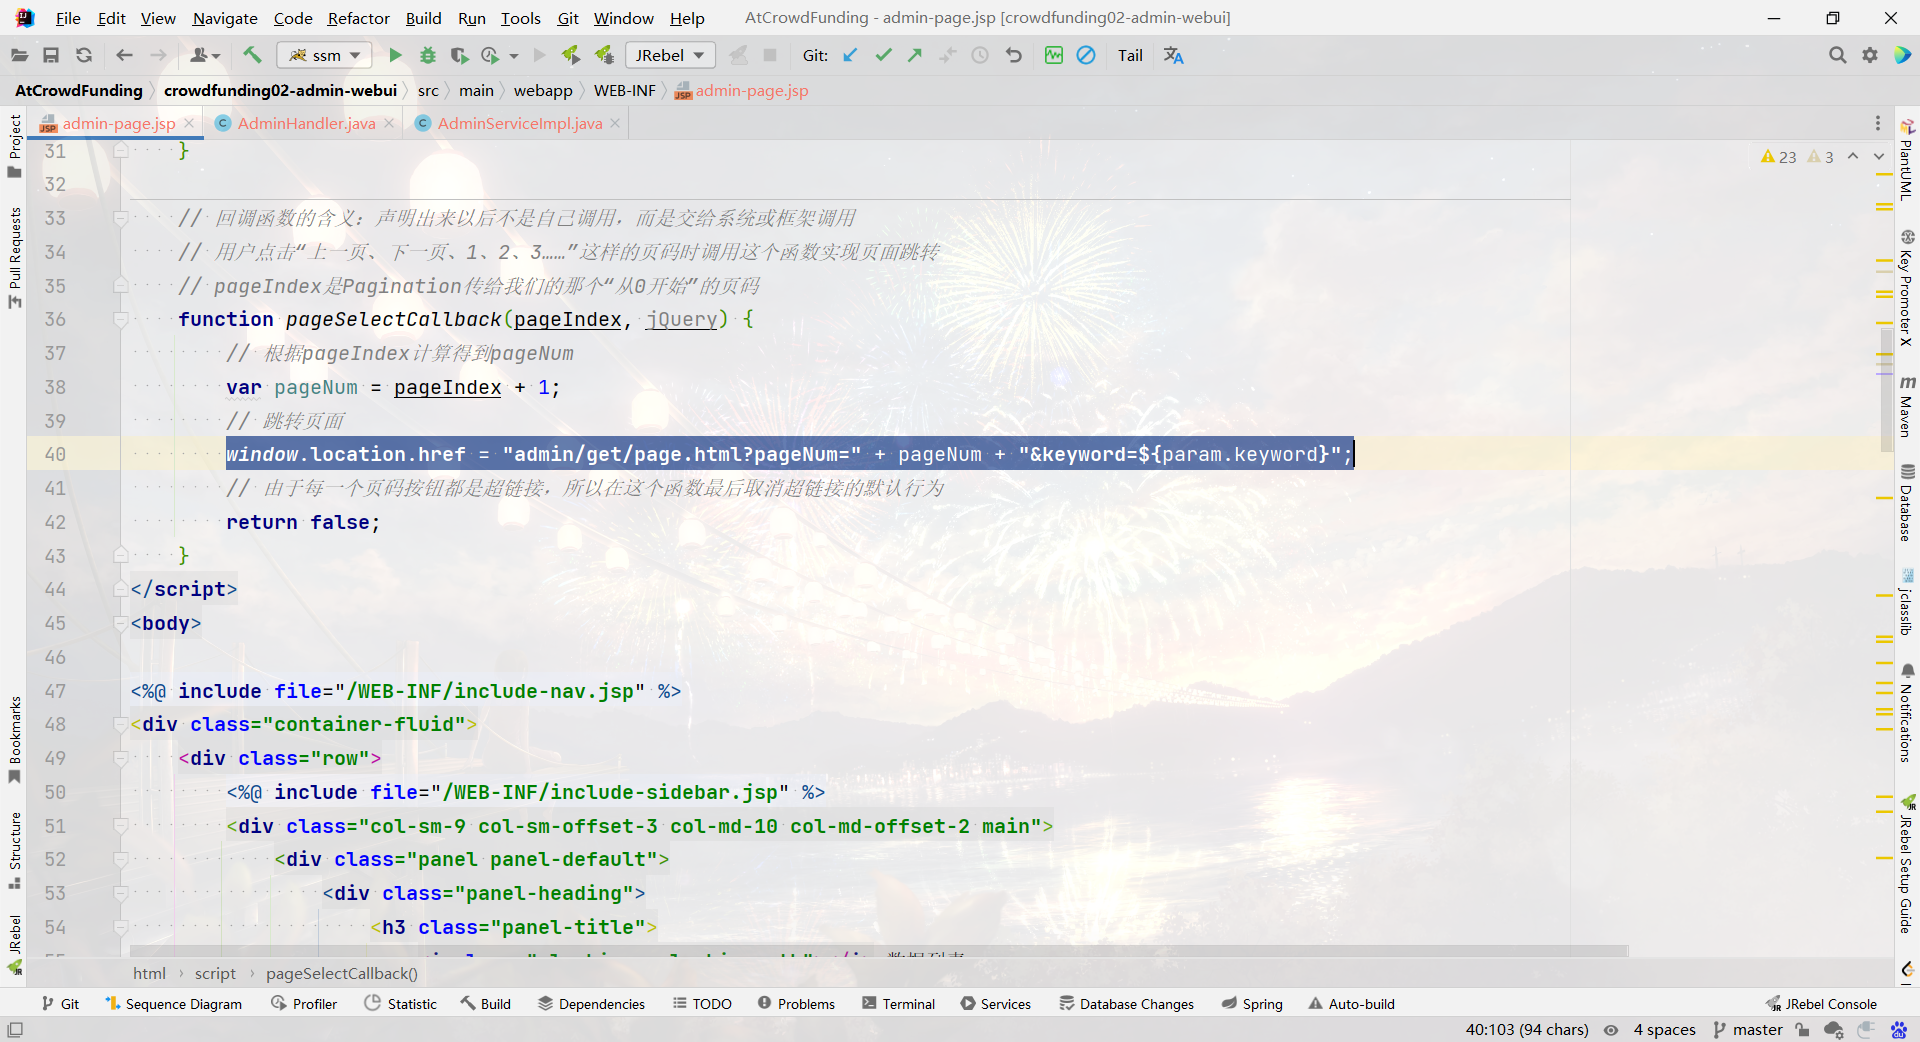 File Edit View Navigate Code Refactor Build Run Tools Git Window Help AtCrowdFunding - admin-page.jsp [crowdfunding02-admin-webui]
ssm JRebel Git: Tail
AtCrowdFunding crowdfunding02-admin-webui src main webapp WEB-INF admin-page.jsp
admin-page.jsp AdminHandler.java AdminServiceImpl.java
23 3
31 }
32
33 // 回调函数的含义：声明出来以后不是自己调用，而是交给系统或框架调用
34 // 用户点击“上一页、下一页、1、2、3……”这样的页码时调用这个函数实现页面跳转
35 // pageIndex是Pagination传给我们的那个“从0开始”的页码
36 function pageSelectCallback(pageIndex, jQuery) {
37 // 根据pageIndex计算得到pageNum
38 var pageNum = pageIndex + 1;
39 // 跳转页面
40 window.location.href = "admin/get/page.html?pageNum=" + pageNum + "&keyword=${param.keyword}";
41 // 由于每一个页码按钮都是超链接，所以在这个函数最后取消超链接的默认行为
42 return false;
43 }
44 </script>
45 <body>
46
47 <%@ include file="/WEB-INF/include-nav.jsp" %>
48 <div class="container-fluid">
49 <div class="row">
50 <%@ include file="/WEB-INF/include-sidebar.jsp" %>
51 <div class="col-sm-9 col-sm-offset-3 col-md-10 col-md-offset-2 main">
52 <div class="panel panel-default">
53 <div class="panel-heading">
54 <h3 class="panel-title">
html script pageSelectCallback()
Project
Pull Requests
Bookmarks
Structure
JRebel
PlantUML
Key Promoter X
Maven
Database
jclasslib
Notifications
JRebel Setup Guide
Git Sequence Diagram Profiler Statistic Build Dependencies TODO Problems Terminal Services Database Changes Spring Auto-build JRebel Console
40:103 (94 chars) 4 spaces master